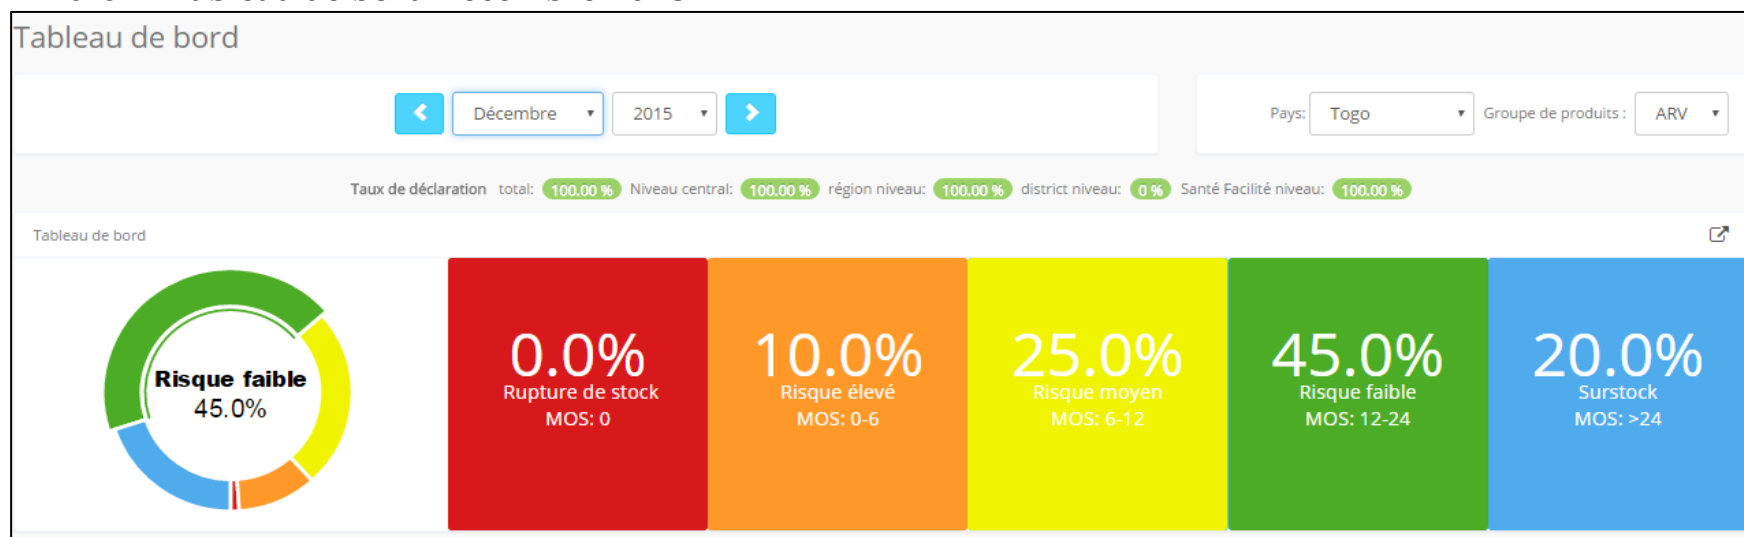 Tableau de bord
Décembre 2015 Pays: Togo Groupe de produits : ARV
Taux de déclaration total: 100.00 % Niveau central: 100.00 % région niveau: 100.00 % district niveau: 0 % Santé Facilité niveau: 100.00 %
Tableau de bord
Risque faible
45.0%
0.0%
Rupture de stock
MOS: 0
10.0%
Risque élevé
MOS: 0-6
25.0%
Risque moyen
MOS: 6-12
45.0%
Risque faible
MOS: 12-24
20.0%
Surstock
MOS: >24